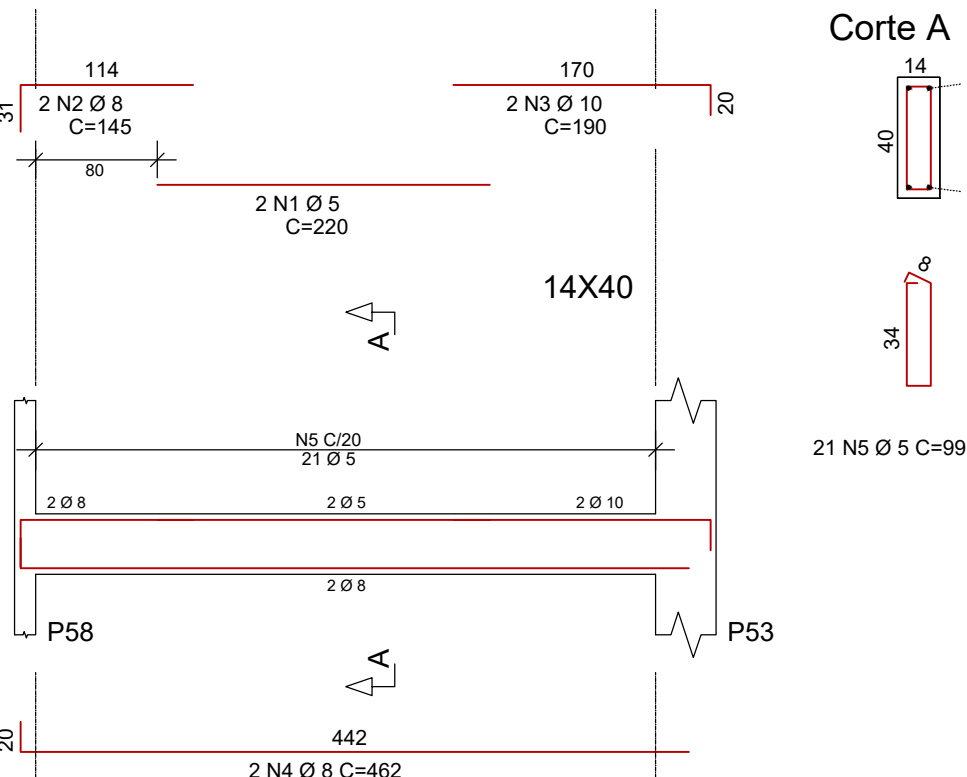 Corte A
114
170
14
31
2 N2 Ø 8
C=145
2 N3 Ø 10
C=190
20
40
80
2 N1 Ø 5
C=220
8
14X40
34
A
N5 C/20
21 Ø 5
21 N5 Ø 5 C=99
2 Ø 8
2 Ø 5
2 Ø 10
2 Ø 8
P58
P53
A
20
442
2 N4 Ø 8 C=462